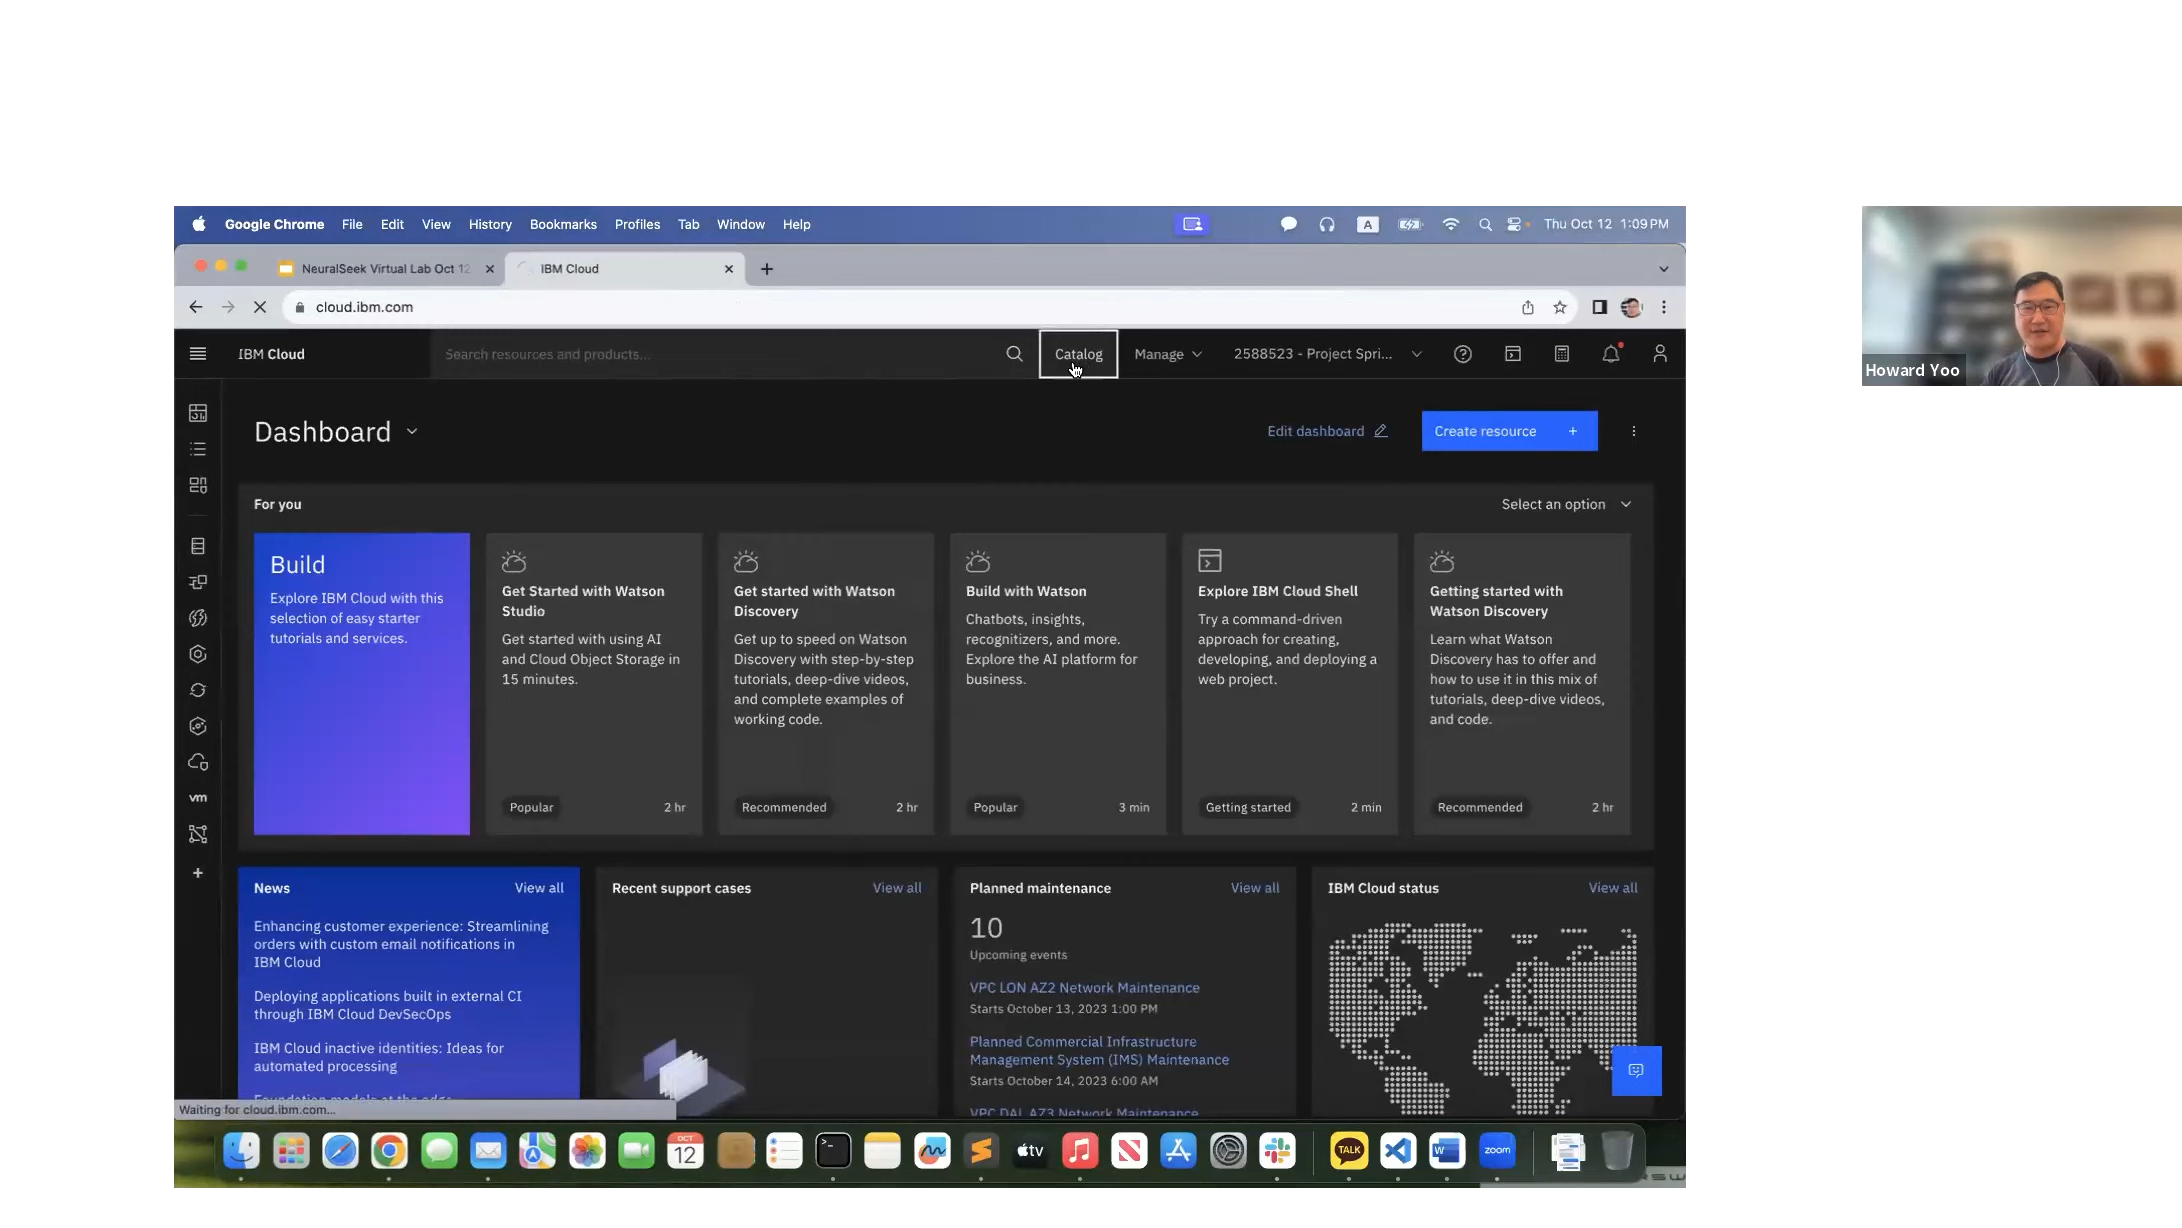 Google Chrome File Edit View History Bookmarks Profiles Tab Window Help
A
Thu Oct 12 1:09 PM
NeuralSeek Virtual Lab Oct 12
IBM Cloud
cloud.ibm.com
IBM Cloud
Search resources and products...
Catalog
Manage
2588523 - Project Spri...
Howard Yoo
Dashboard
Edit dashboard
Create resource +
For you
Select an option
Build
Explore IBM Cloud with this
selection of easy starter
tutorials and services.
Get Started with Watson
Studio
Get started with using AI
and Cloud Object Storage in
15 minutes.
Popular
2 hr
Get started with Watson
Discovery
Get up to speed on Watson
Discovery with step-by-step
tutorials, deep-dive videos,
and complete examples of
working code.
Recommended
2 hr
Build with Watson
Chatbots, insights,
recognitizers, and more.
Explore the AI platform for
business.
Popular
3 min
Explore IBM Cloud Shell
Try a command-driven
approach for creating,
developing, and deploying a
web project.
Getting started
2 min
Getting started with
Watson Discovery
Learn what Watson
Discovery has to offer and
how to use it in this mix of
tutorials, deep-dive videos,
and code.
Recommended
2 hr
vm
News
View all
Enhancing customer experience: Streamlining
orders with custom email notifications in
IBM Cloud
Deploying applications built in external CI
through IBM Cloud DevSecOps
IBM Cloud inactive identities: Ideas for
automated processing
Foundation models at the edge
Recent support cases
View all
Planned maintenance
View all
10
Upcoming events
VPC LON AZ2 Network Maintenance
Starts October 13, 2023 1:00 PM
Planned Commercial Infrastructure
Management System (IMS) Maintenance
Starts October 14, 2023 6:00 AM
VPC DAL AZ3 Network Maintenance
IBM Cloud status
View all
Waiting for cloud.ibm.com...
OCT
12
tv
TALK
W
zoom